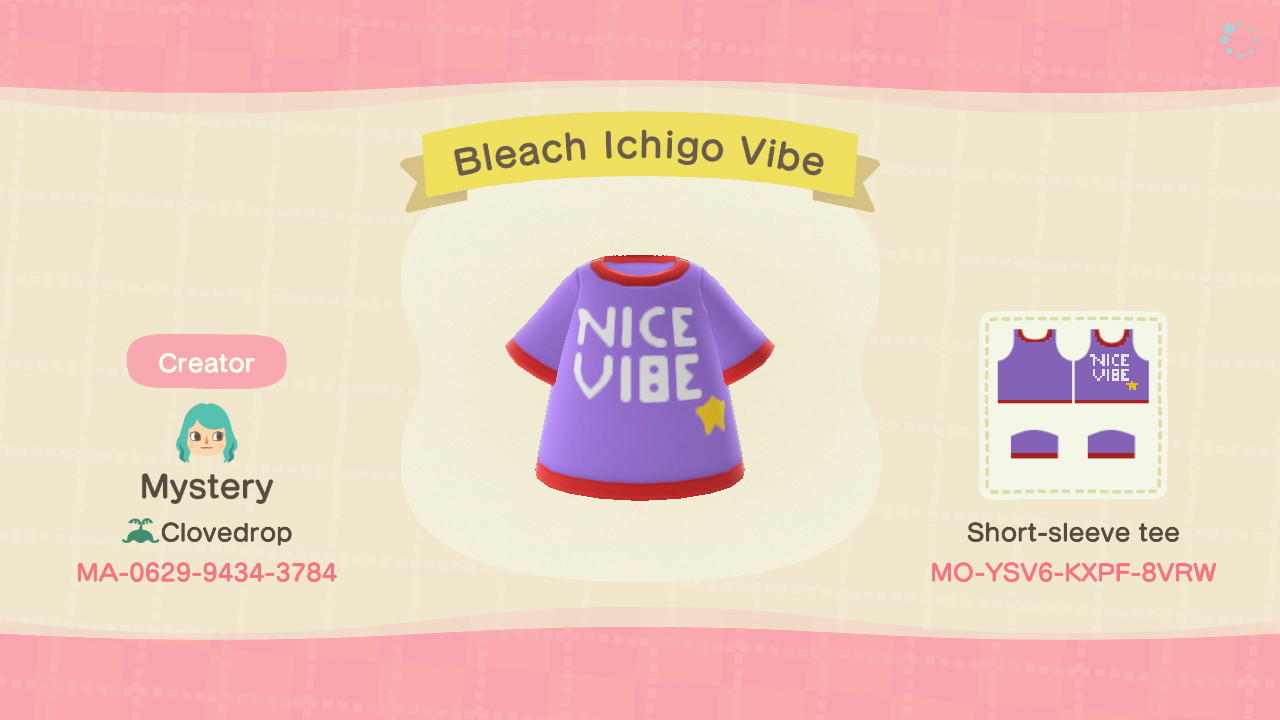 Bleach Ichigo Vibe
NICE
VIBE
Creator
Mystery
Clovedrop
MA-0629-9434-3784
NICE
VIBE
Short-sleeve tee
MO-YSV6-KXPF-8VRW